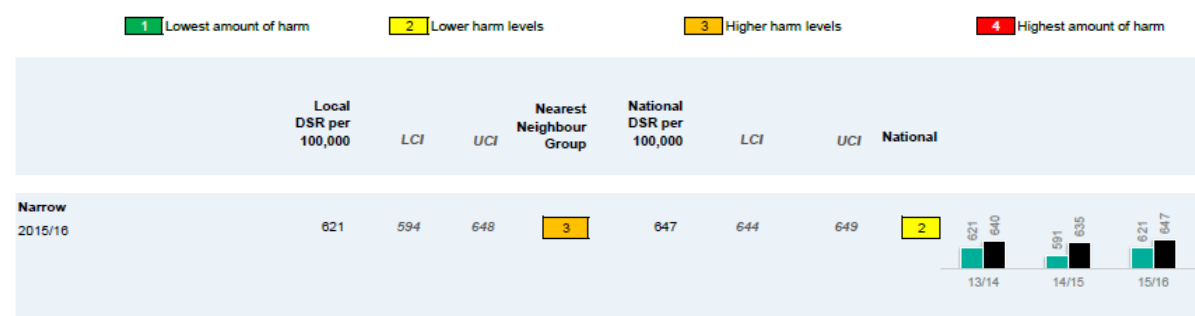 1 Lowest amount of harm 2 Lower harm levels 3 Higher harm levels 4 Highest amount of harm
Local DSR per 100,000 LCI UCI Nearest Neighbour Group National DSR per 100,000 LCI UCI National
Narrow
2015/16 621 594 648 3 647 644 649 2
621 640 591 635 621 647
13/14 14/15 15/16